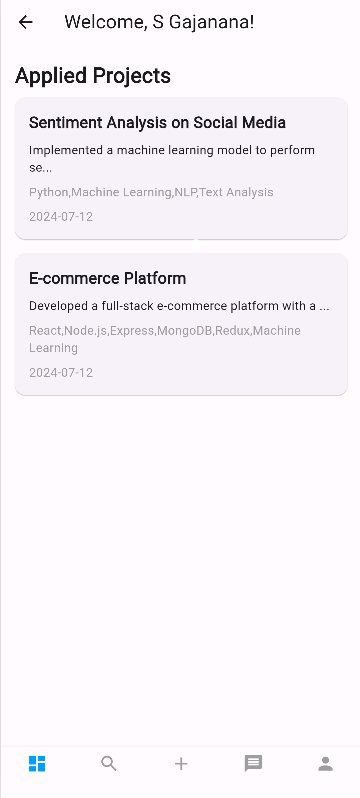 Welcome, S Gajanana!
Applied Projects
Sentiment Analysis on Social Media
Implemented a machine learning model to perform
se...
Python,Machine Learning,NLP,Text Analysis
2024-07-12
E-commerce Platform
Developed a full-stack e-commerce platform with a ...
React,Node.js,Express,MongoDB,Redux,Machine
Learning
2024-07-12